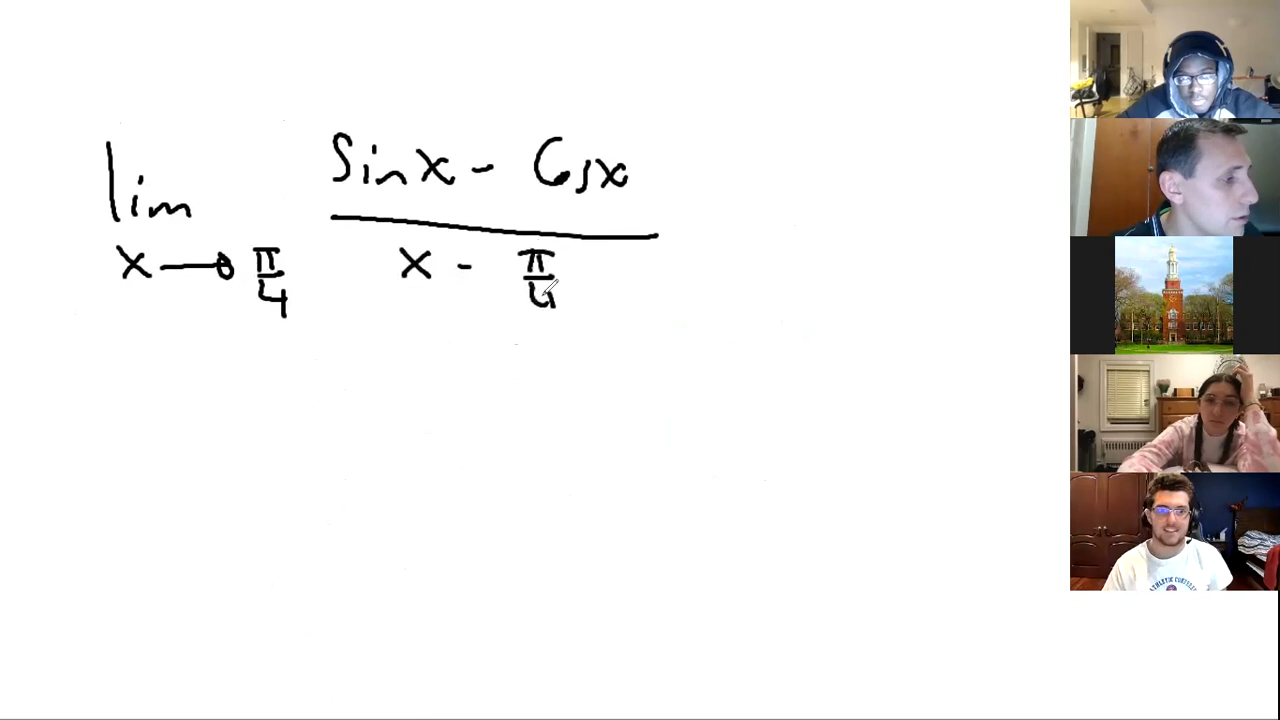 lim sinx - cosx
x → π/4 x - π/4